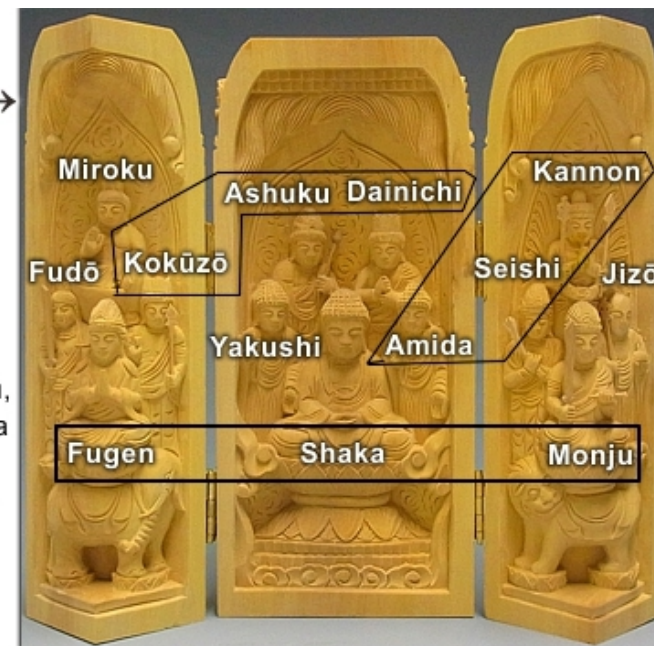 →
Miroku
Kannon
Ashuku Dainichi
Kokūzō
Fudō
Seishi
Jizō
Yakushi
Amida
a
Fugen
Shaka
Monju